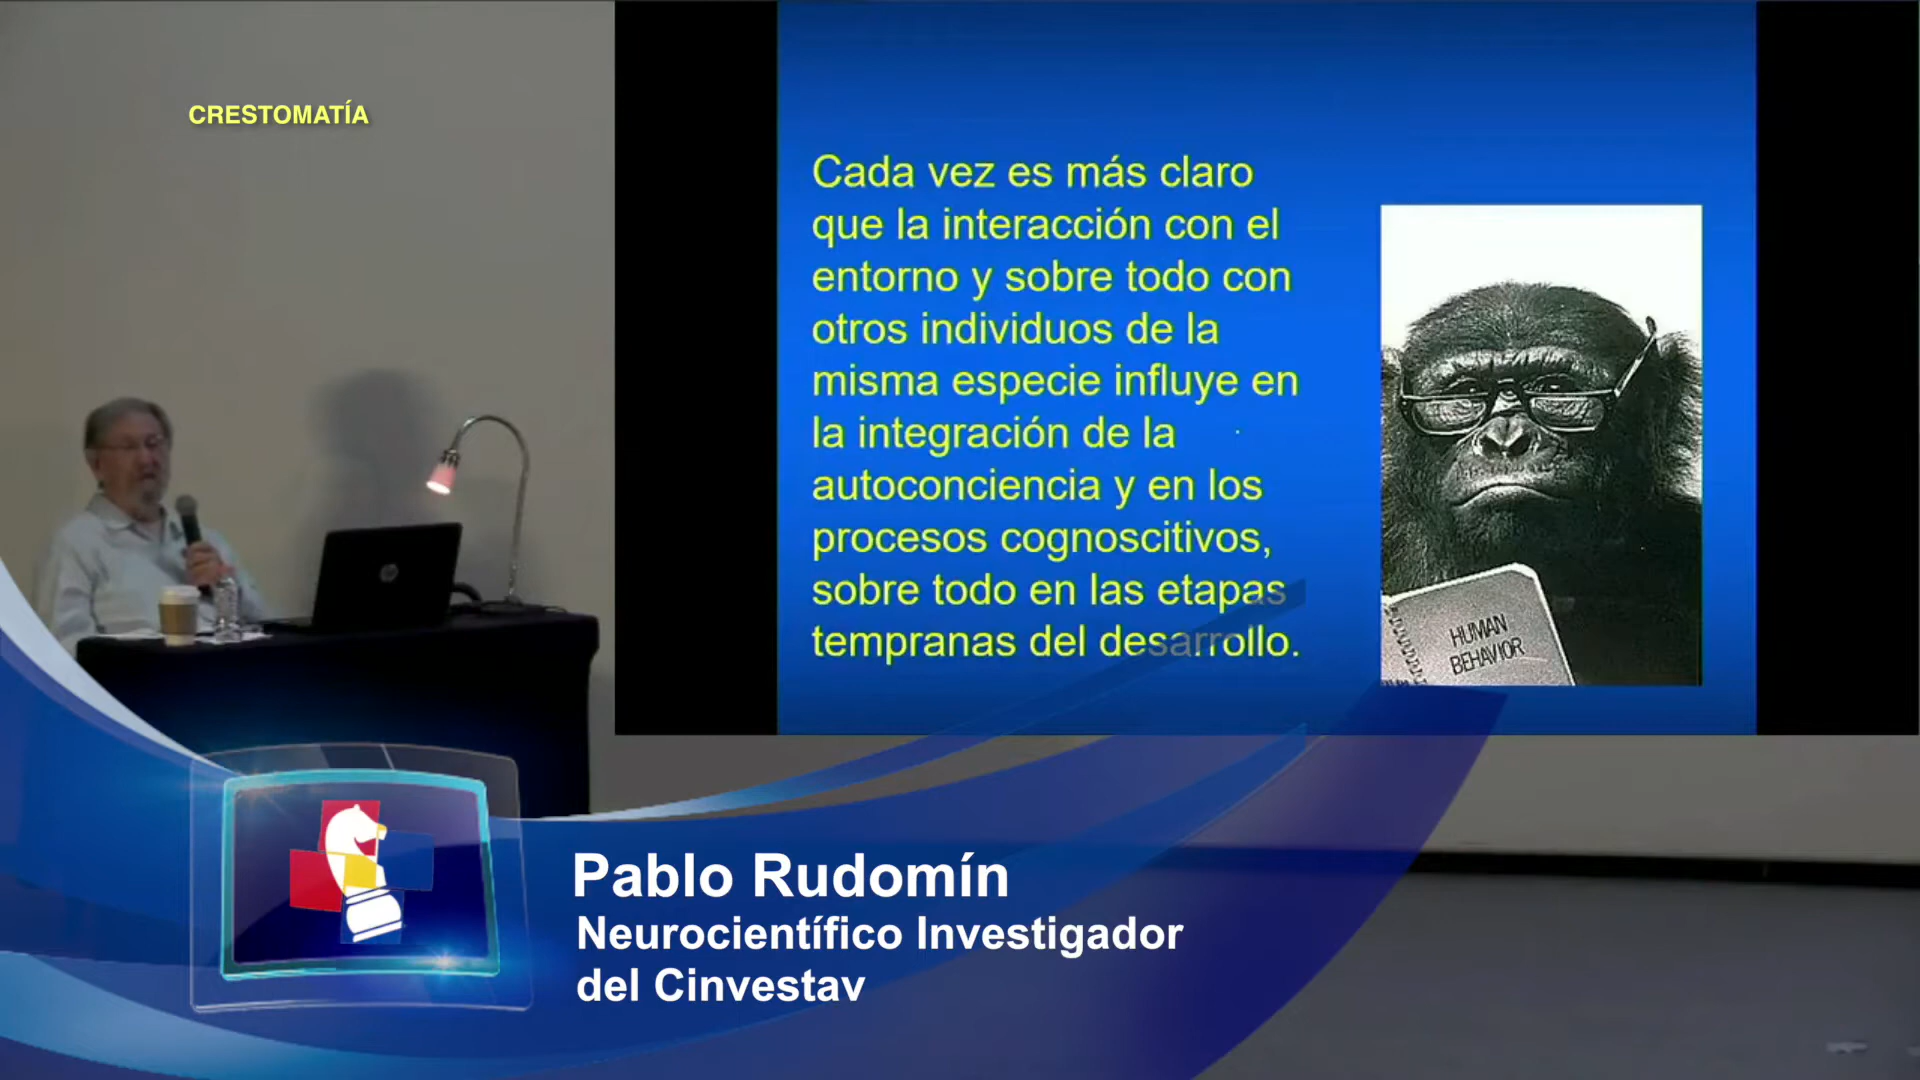 CRESTOMATÍA
Cada vez es más claro
que la interacción con el
entorno y sobre todo con
otros individuos de la
misma especie influye en
la integración de la
autoconciencia y en los
procesos cognoscitivos,
sobre todo en las etapas
tempranas del desarrollo.
HUMAN
BEHAVIOR
hp
Pablo Rudomín
Neurocientífico Investigador
del Cinvestav